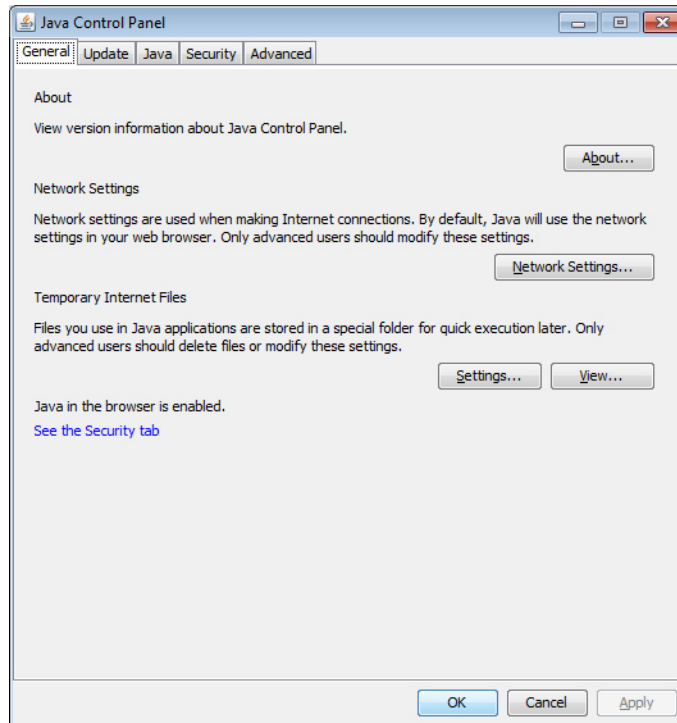 Java Control Panel
General Update Java Security Advanced
About
View version information about Java Control Panel.
About...
Network Settings
Network settings are used when making Internet connections. By default, Java will use the network
settings in your web browser. Only advanced users should modify these settings.
Network Settings...
Temporary Internet Files
Files you use in Java applications are stored in a special folder for quick execution later. Only
advanced users should delete files or modify these settings.
Settings... View...
Java in the browser is enabled.
See the Security tab
OK Cancel Apply